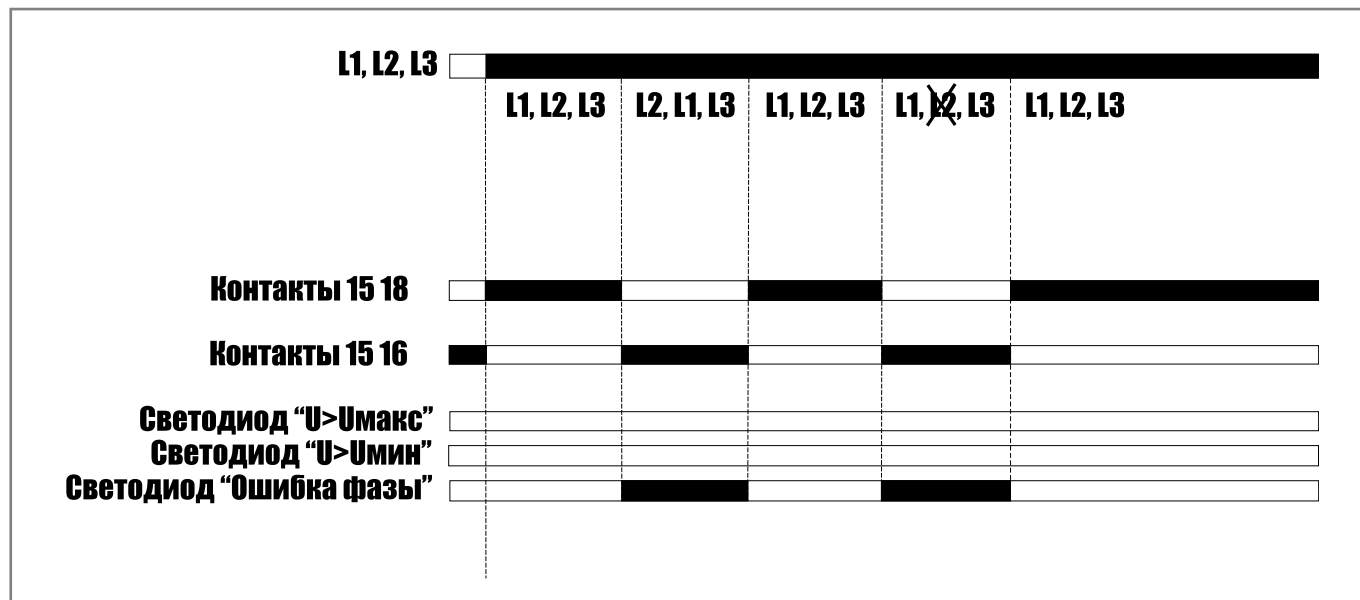 L1, L2, L3
L1, L2, L3 L2, L1, L3 L1, L2, L3 L1, L2, L3 L1, L2, L3
Контакты 15 18
Контакты 15 16
Светодиод “U>Uмакс”
Светодиод “U>Uмин”
Светодиод “Ошибка фазы”